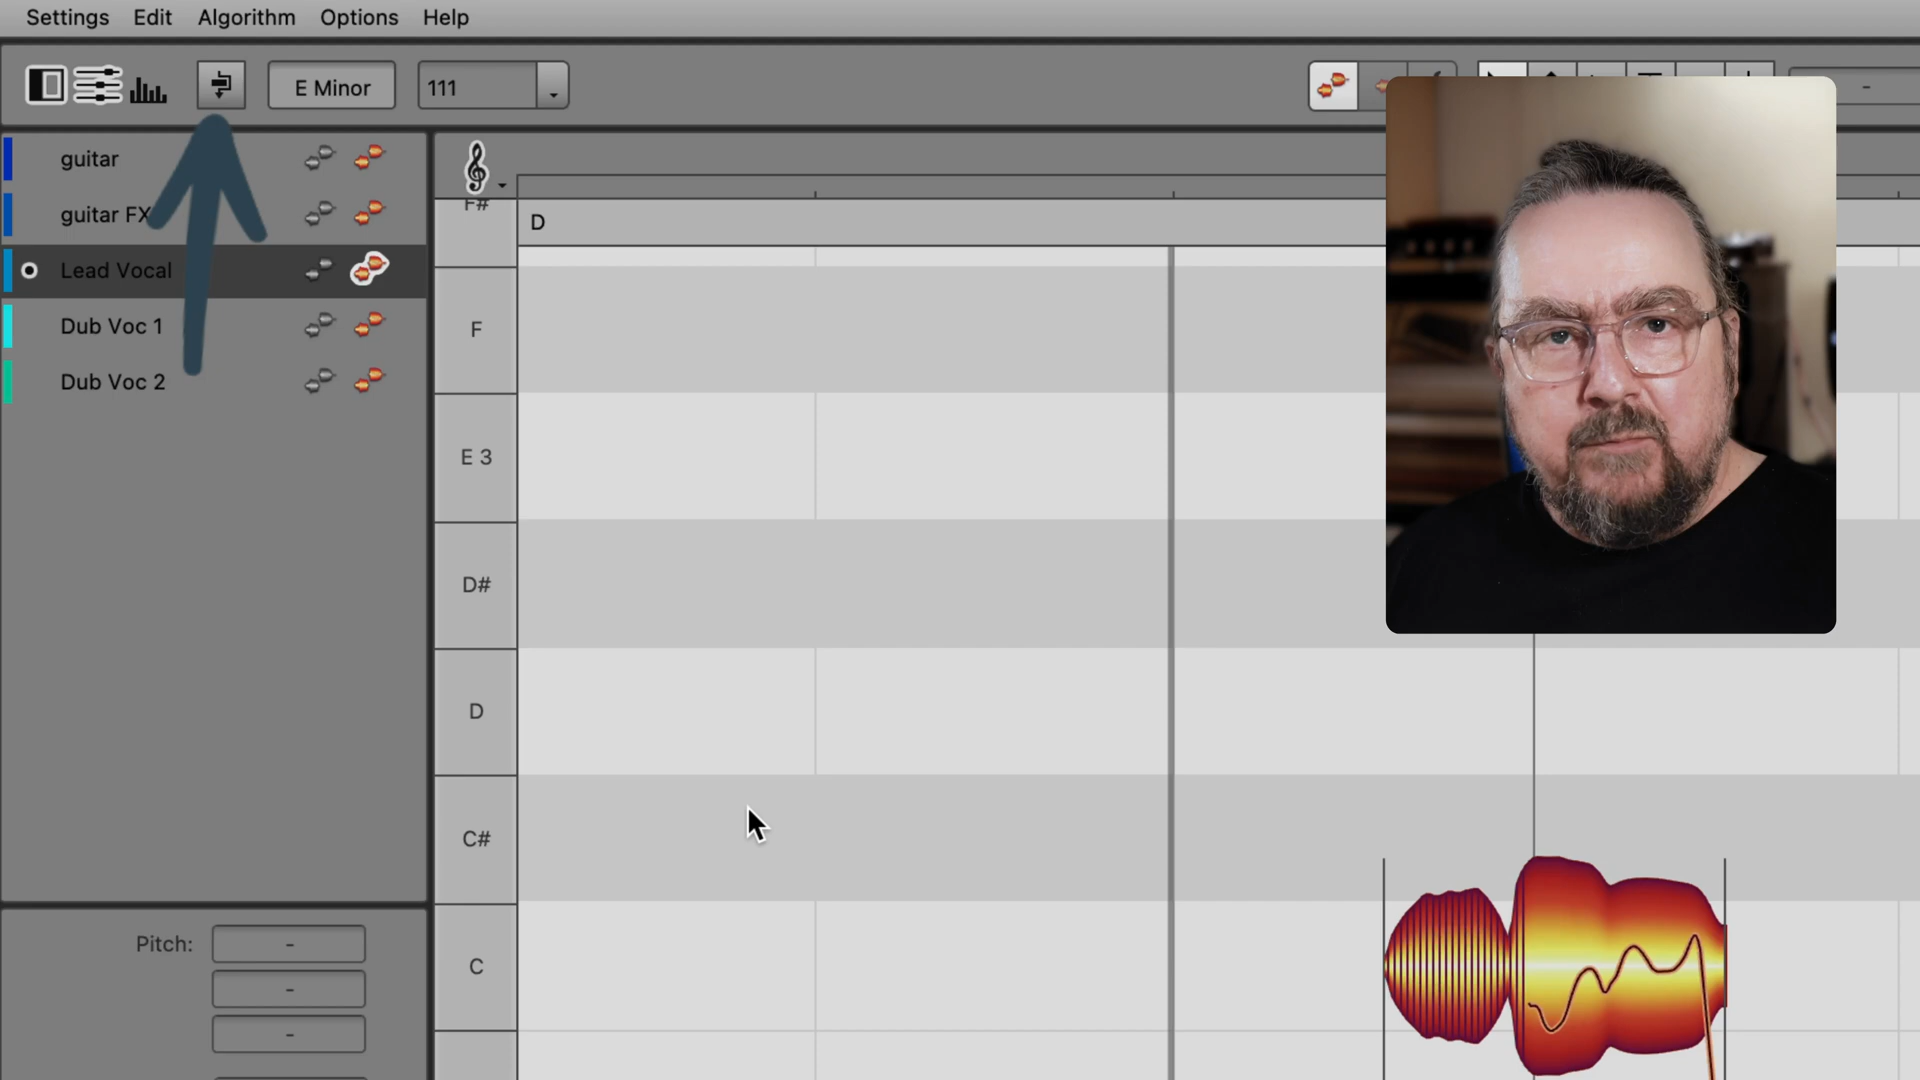 Settings Edit Algorithm Options Help
E Minor 111
-
guitar
guitar FX
Lead Vocal
Dub Voc 1
Dub Voc 2
F#
D
F
E 3
D#
D
C#
C
Pitch: -
-
-